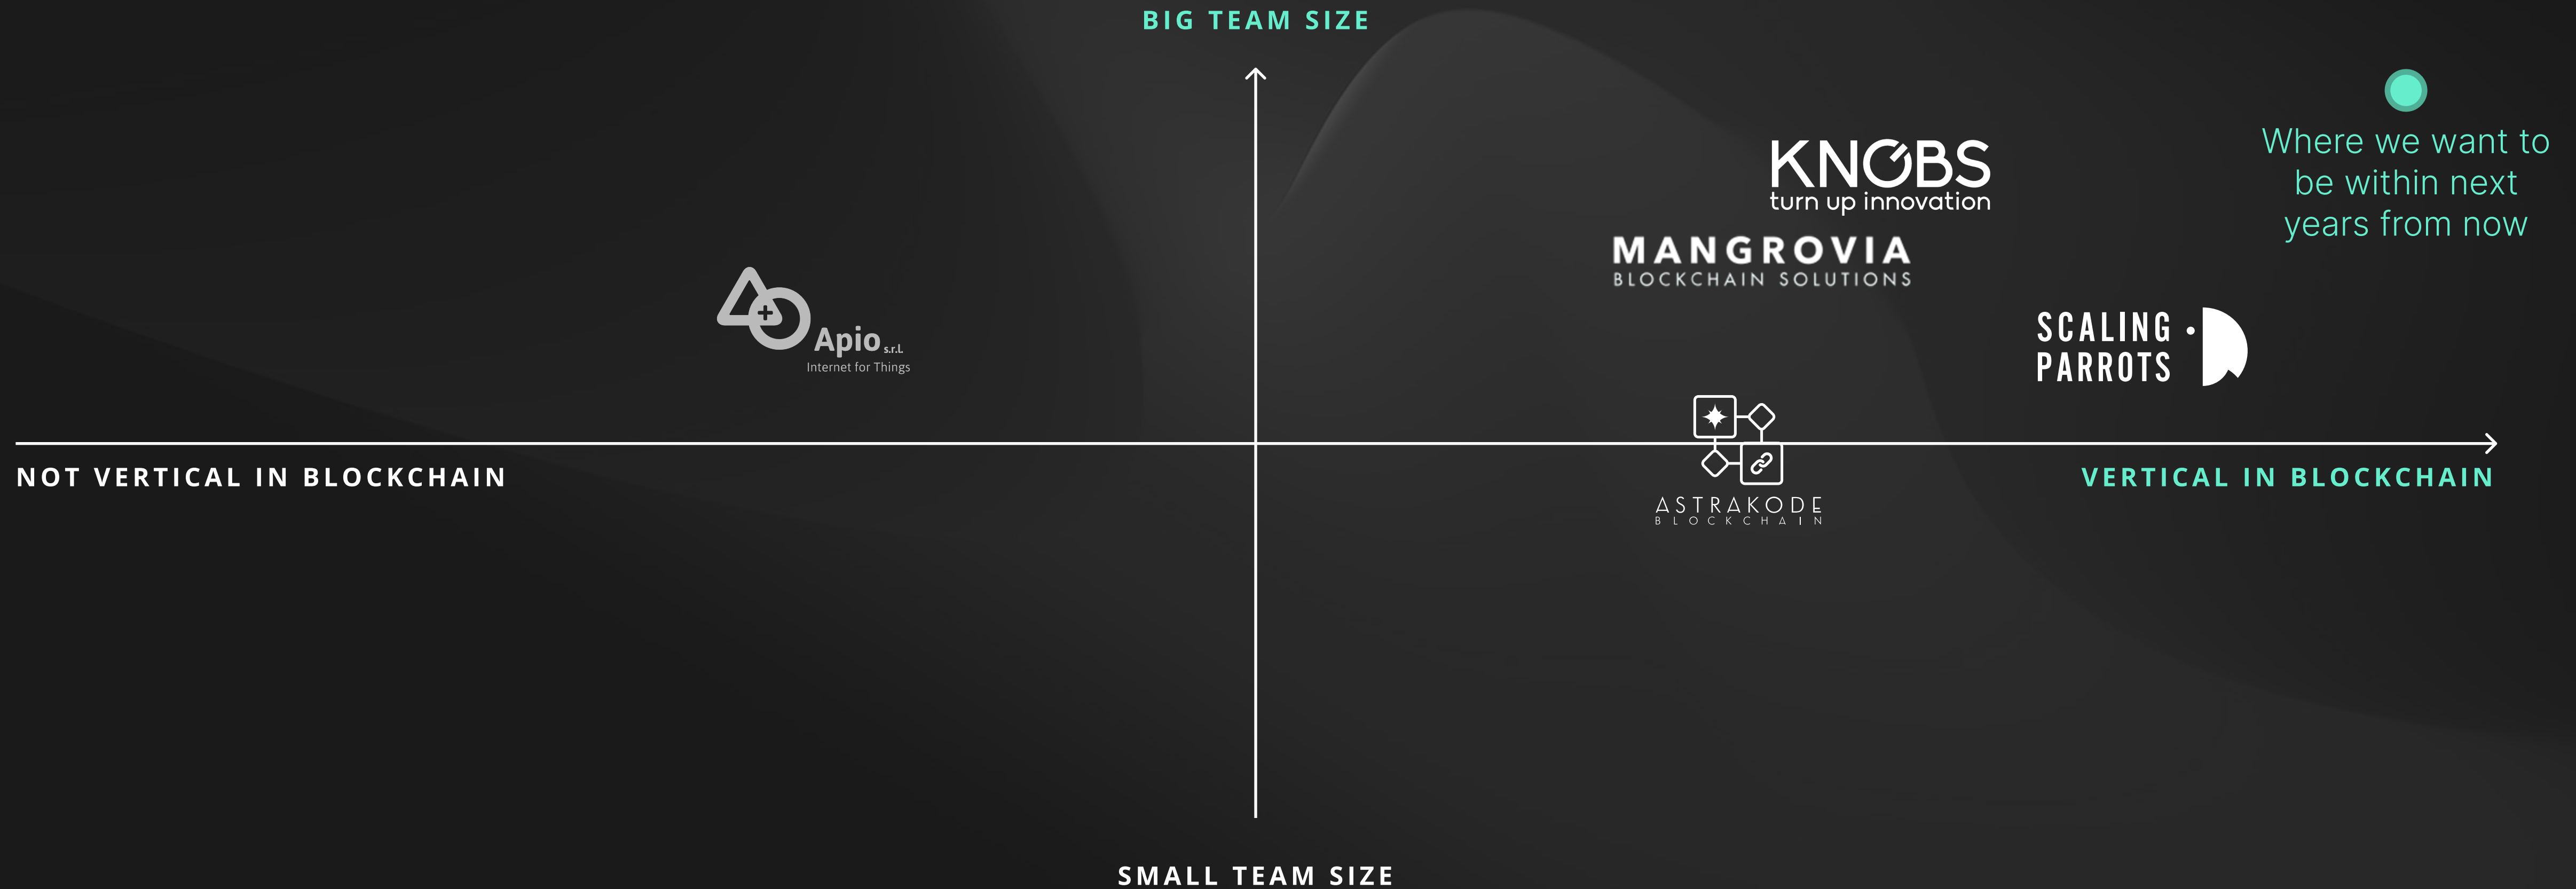 BIG TEAM SIZE
Where we want to
be within next
years from now
KNOBS
turn up innovation
MANGROVIA
BLOCKCHAIN SOLUTIONS
Apio s.r.L
Internet for Things
SCALING
PARROTS
NOT VERTICAL IN BLOCKCHAIN
VERTICAL IN BLOCKCHAIN
ASTRAKODE
BLOCKCHAIN
SMALL TEAM SIZE